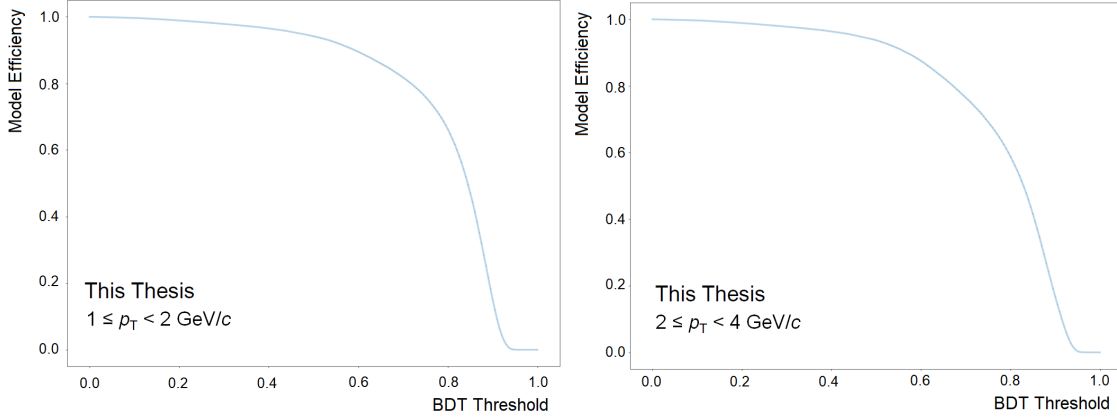 Model Efficiency
1.0
0.8
0.6
0.4
0.2
0.0
This Thesis
1 ≤ pT < 2 GeV/c
0.0 0.2 0.4 0.6 0.8 1.0
BDT Threshold
Model Efficiency
1.0
0.8
0.6
0.4
0.2
0.0
This Thesis
2 ≤ pT < 4 GeV/c
0.0 0.2 0.4 0.6 0.8 1.0
BDT Threshold